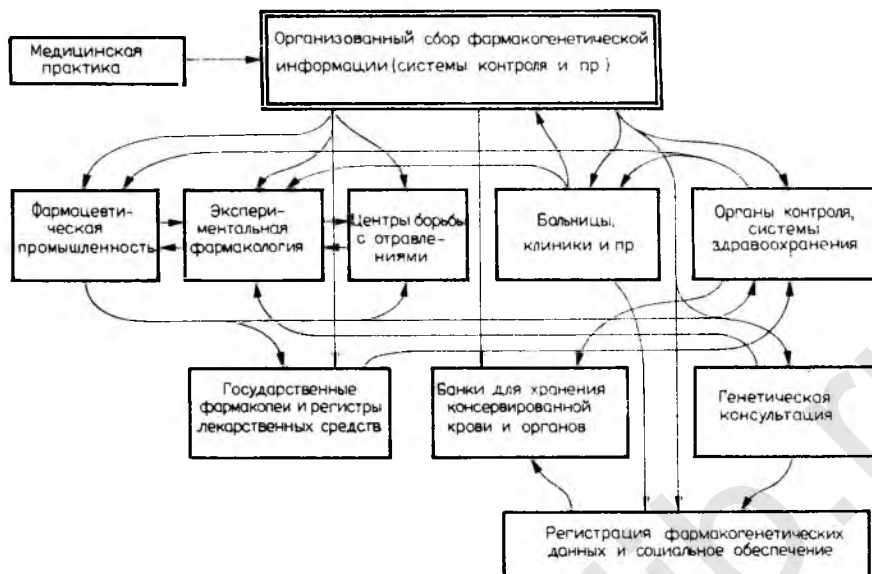 Медицинская
практика
Организованный сбор фармакогенетической
информации (системы контроля и пр)
Фармацевти-
ческая
промышленность
Экспери-
ментальная
фармакология
Центры борьбы
с отравле-
ниями
Больницы,
клиники и пр
Органы контроля,
системы
здравоохранения
Государственные
фармакопеи и регистры
лекарственных средств
Банки для хранения
консервированной
крови и органов
Генетическая
консультация
Регистрация фармакогенетических
данных и социальное обеспечение